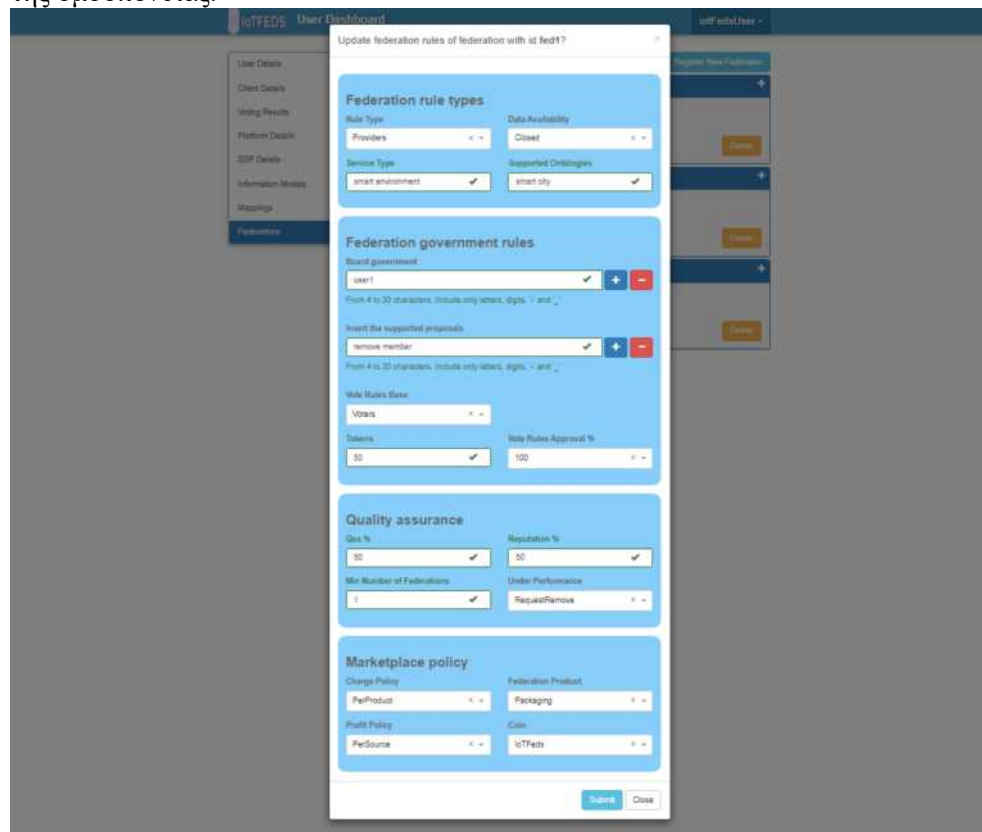 της ομοσπονδίας.
IoTFEDS User Dashboard iotFedsUser
Update federation rules of federation with id fed1? ×
User Details
Client Details
Voting Results
Platform Details
SSP Details
Information Models
Mappings
Federations
Register New Federation
Delete
Delete
Delete
Federation rule types
Rule Type Data Availability
Providers Closed
Service Type Supported Ontologies
smart environment smart city
Federation government rules
Board government
user1
From 4 to 30 characters. Include only letters, digits, '-' and '_'
Insert the supported proposals
remove member
From 4 to 30 characters. Include only letters, digits, '-' and '_'
Vote Rules Base
Voters
Tokens Vote Rules Approval %
50 100
Quality assurance
Qos % Reputation %
50 50
Min Number of Federations Under Performance
1 RequestRemove
Marketplace policy
Charge Policy Federation Product
PerProduct Packaging
Profit Policy Coin
PerSource IoTFeds
Submit Close